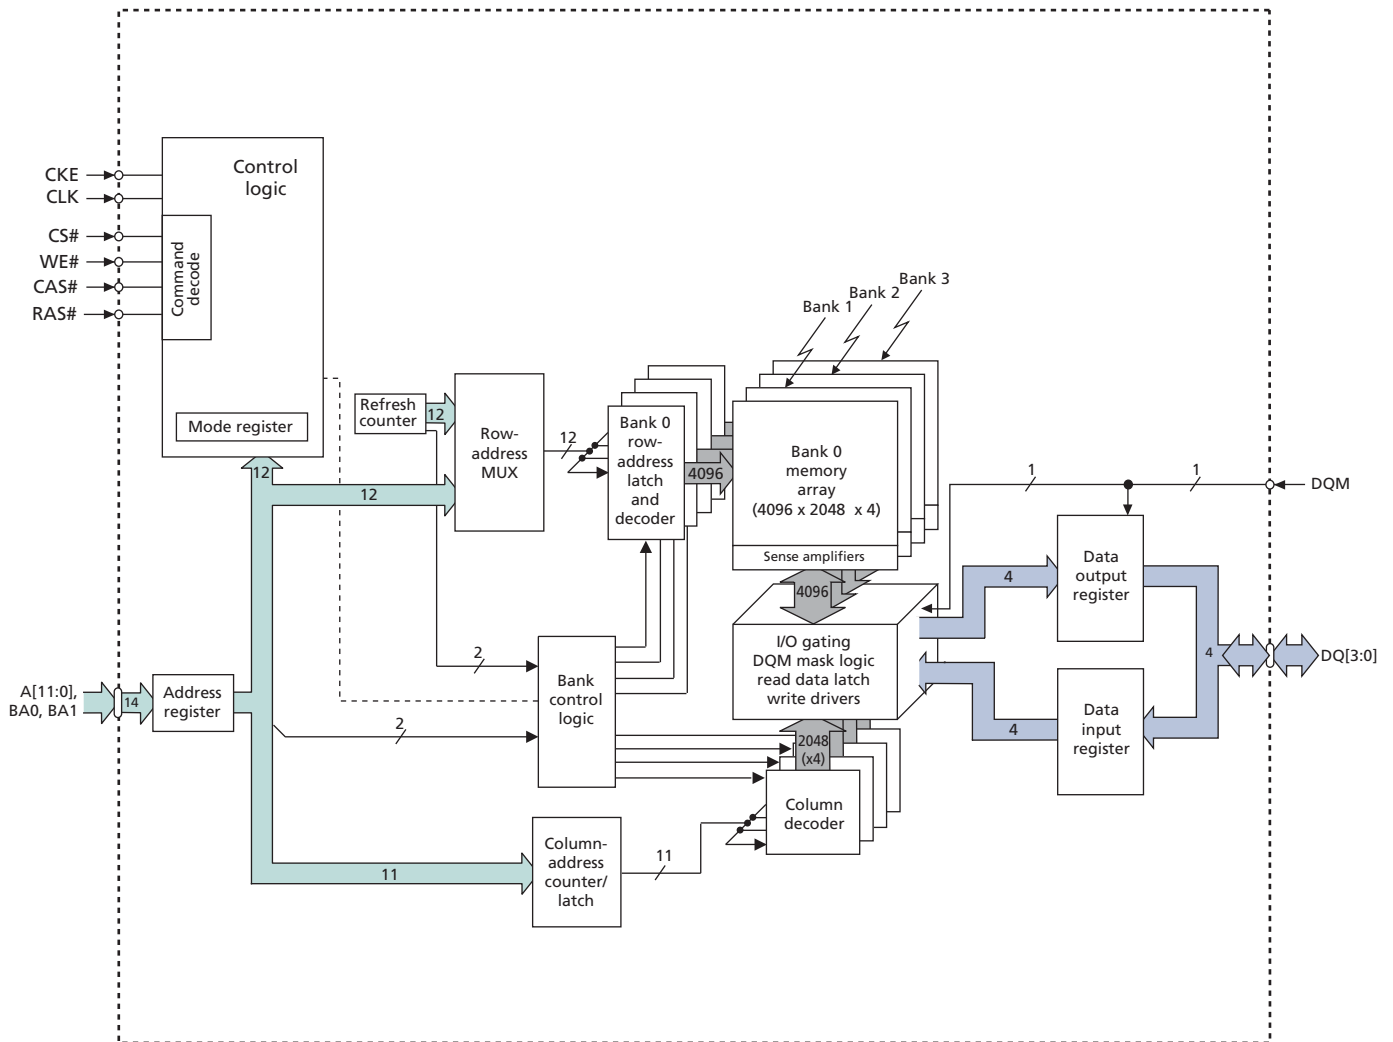 Control
logic
CKE
CLK
CS#
WE#
CAS#
RAS#
Command
decode
Mode register
Bank 1
Bank 2
Bank 3
Refresh
counter
12
12
12
Row-
address
MUX
12
Bank 0
row-
address
latch
and
decoder
4096
Bank 0
memory
array
(4096 x 2048 x 4)
Sense amplifiers
4096
I/O gating
DQM mask logic
read data latch
write drivers
1
1
DQM
4
Data
output
register
4
DQ[3:0]
4
Data
input
register
A[11:0],
BA0, BA1
14
Address
register
2
2
Bank
control
logic
2048
(x4)
Column
decoder
11
Column-
address
counter/
latch
11